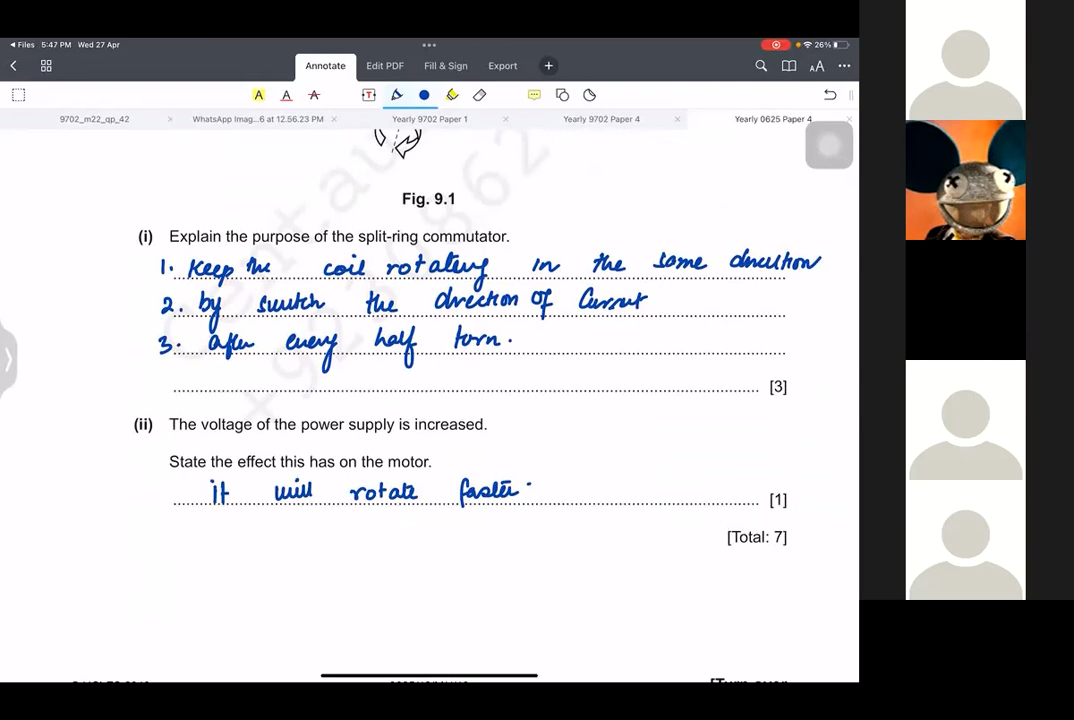 Files 5:47 PM Wed 27 Apr
26%
Annotate Edit PDF Fill & Sign Export
9702_m22_qp_42 WhatsApp Imag...6 at 12.56.23 PM Yearly 9702 Paper 1 Yearly 9702 Paper 4 Yearly 0625 Paper 4
Fig. 9.1
(i) Explain the purpose of the split-ring commutator.
1. Keep the coil rotating in the same direction
2. by switch the direction of Current
3. after every half turn.
[3]
(ii) The voltage of the power supply is increased.
State the effect this has on the motor.
it will rotate faster
[1]
[Total: 7]
[Turn over